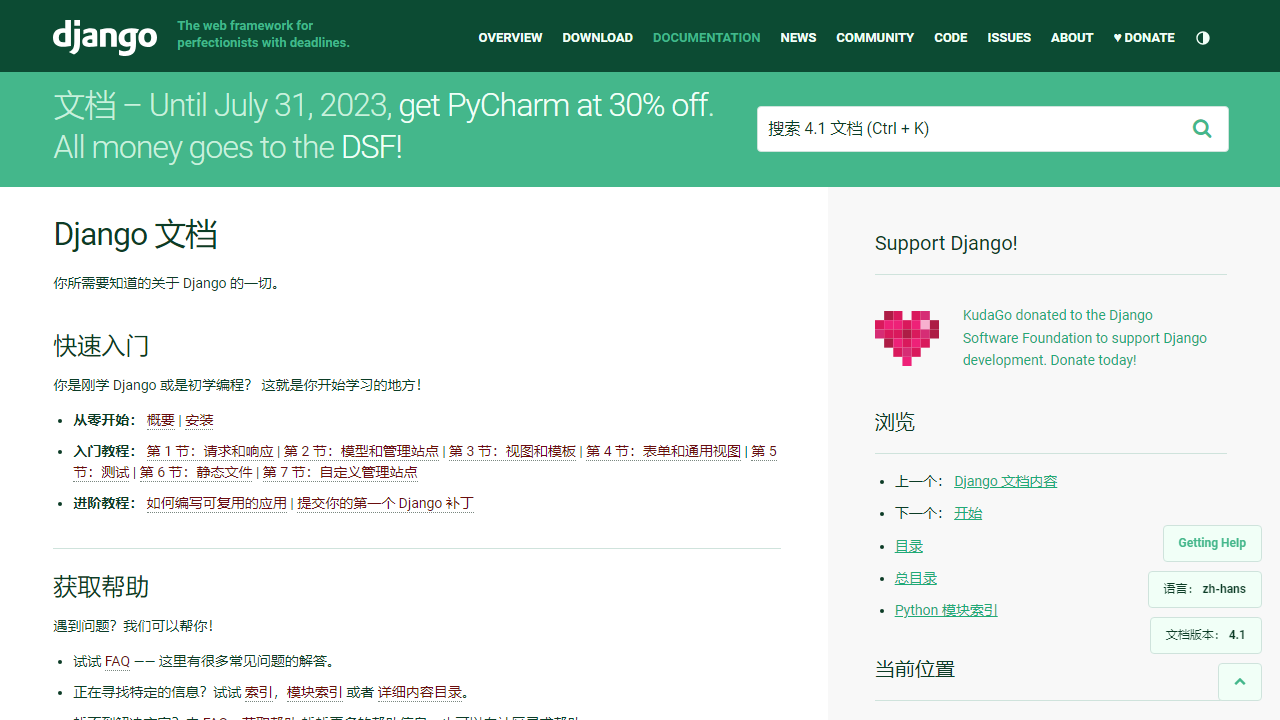 django
The web framework for
perfectionists with deadlines.
OVERVIEW DOWNLOAD DOCUMENTATION NEWS COMMUNITY CODE ISSUES ABOUT ♥ DONATE
文档 – Until July 31, 2023, get PyCharm at 30% off.
All money goes to the DSF!
搜索 4.1 文档 (Ctrl + K)
Django 文档
你所需要知道的关于 Django 的一切。
快速入门
你是刚学 Django 或是初学编程？ 这就是你开始学习的地方！
从零开始： 概要 | 安装
入门教程： 第 1 节：请求和响应 | 第 2 节：模型和管理站点 | 第 3 节：视图和模板 | 第 4 节：表单和通用视图 | 第 5
节：测试 | 第 6 节：静态文件 | 第 7 节：自定义管理站点
进阶教程： 如何编写可复用的应用 | 提交你的第一个 Django 补丁
获取帮助
遇到问题？我们可以帮你！
试试 FAQ —— 这里有很多常见问题的解答。
正在寻找特定的信息？试试 索引，模块索引 或者 详细内容目录。
Support Django!
KudaGo donated to the Django
Software Foundation to support Django
development. Donate today!
浏览
上一个： Django 文档内容
下一个： 开始
目录
总目录
Python 模块索引
当前位置
Getting Help
语言： zh-hans
文档版本： 4.1